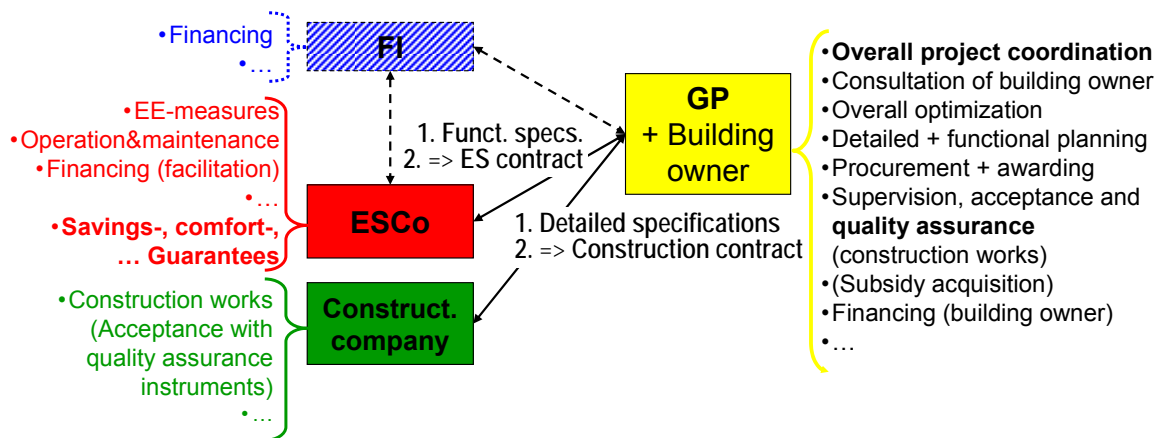 •Financing
•…
FI
•EE-measures
•Operation&maintenance
•Financing (facilitation)
•…
•Savings-, comfort-,
… Guarantees
ESCo
•Construction works
(Acceptance with
quality assurance
instruments)
•…
Construct.
company
1. Funct. specs.
2. => ES contract
1. Detailed specifications
2. => Construction contract
GP
+ Building
owner
•Overall project coordination
•Consultation of building owner
•Overall optimization
•Detailed + functional planning
•Procurement + awarding
•Supervision, acceptance and
quality assurance
(construction works)
•(Subsidy acquisition)
•Financing (building owner)
•…